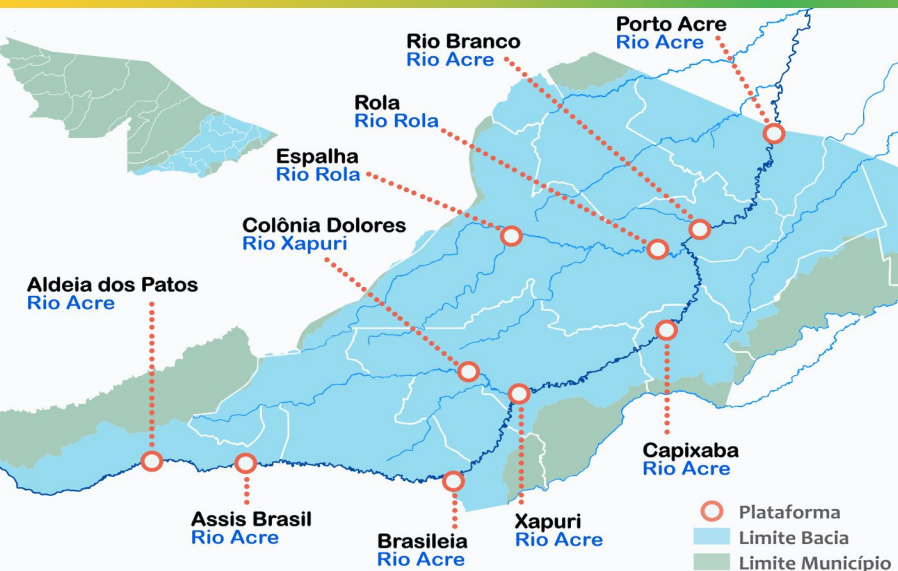 Porto Acre
Rio Acre
Rio Branco
Rio Acre
Rola
Rio Rola
Espalha
Rio Rola
Colônia Dolores
Rio Xapuri
Aldeia dos Patos
Rio Acre
Capixaba
Rio Acre
Assis Brasil
Rio Acre
Brasileia
Rio Acre
Xapuri
Rio Acre
Plataforma
Limite Bacia
Limite Município